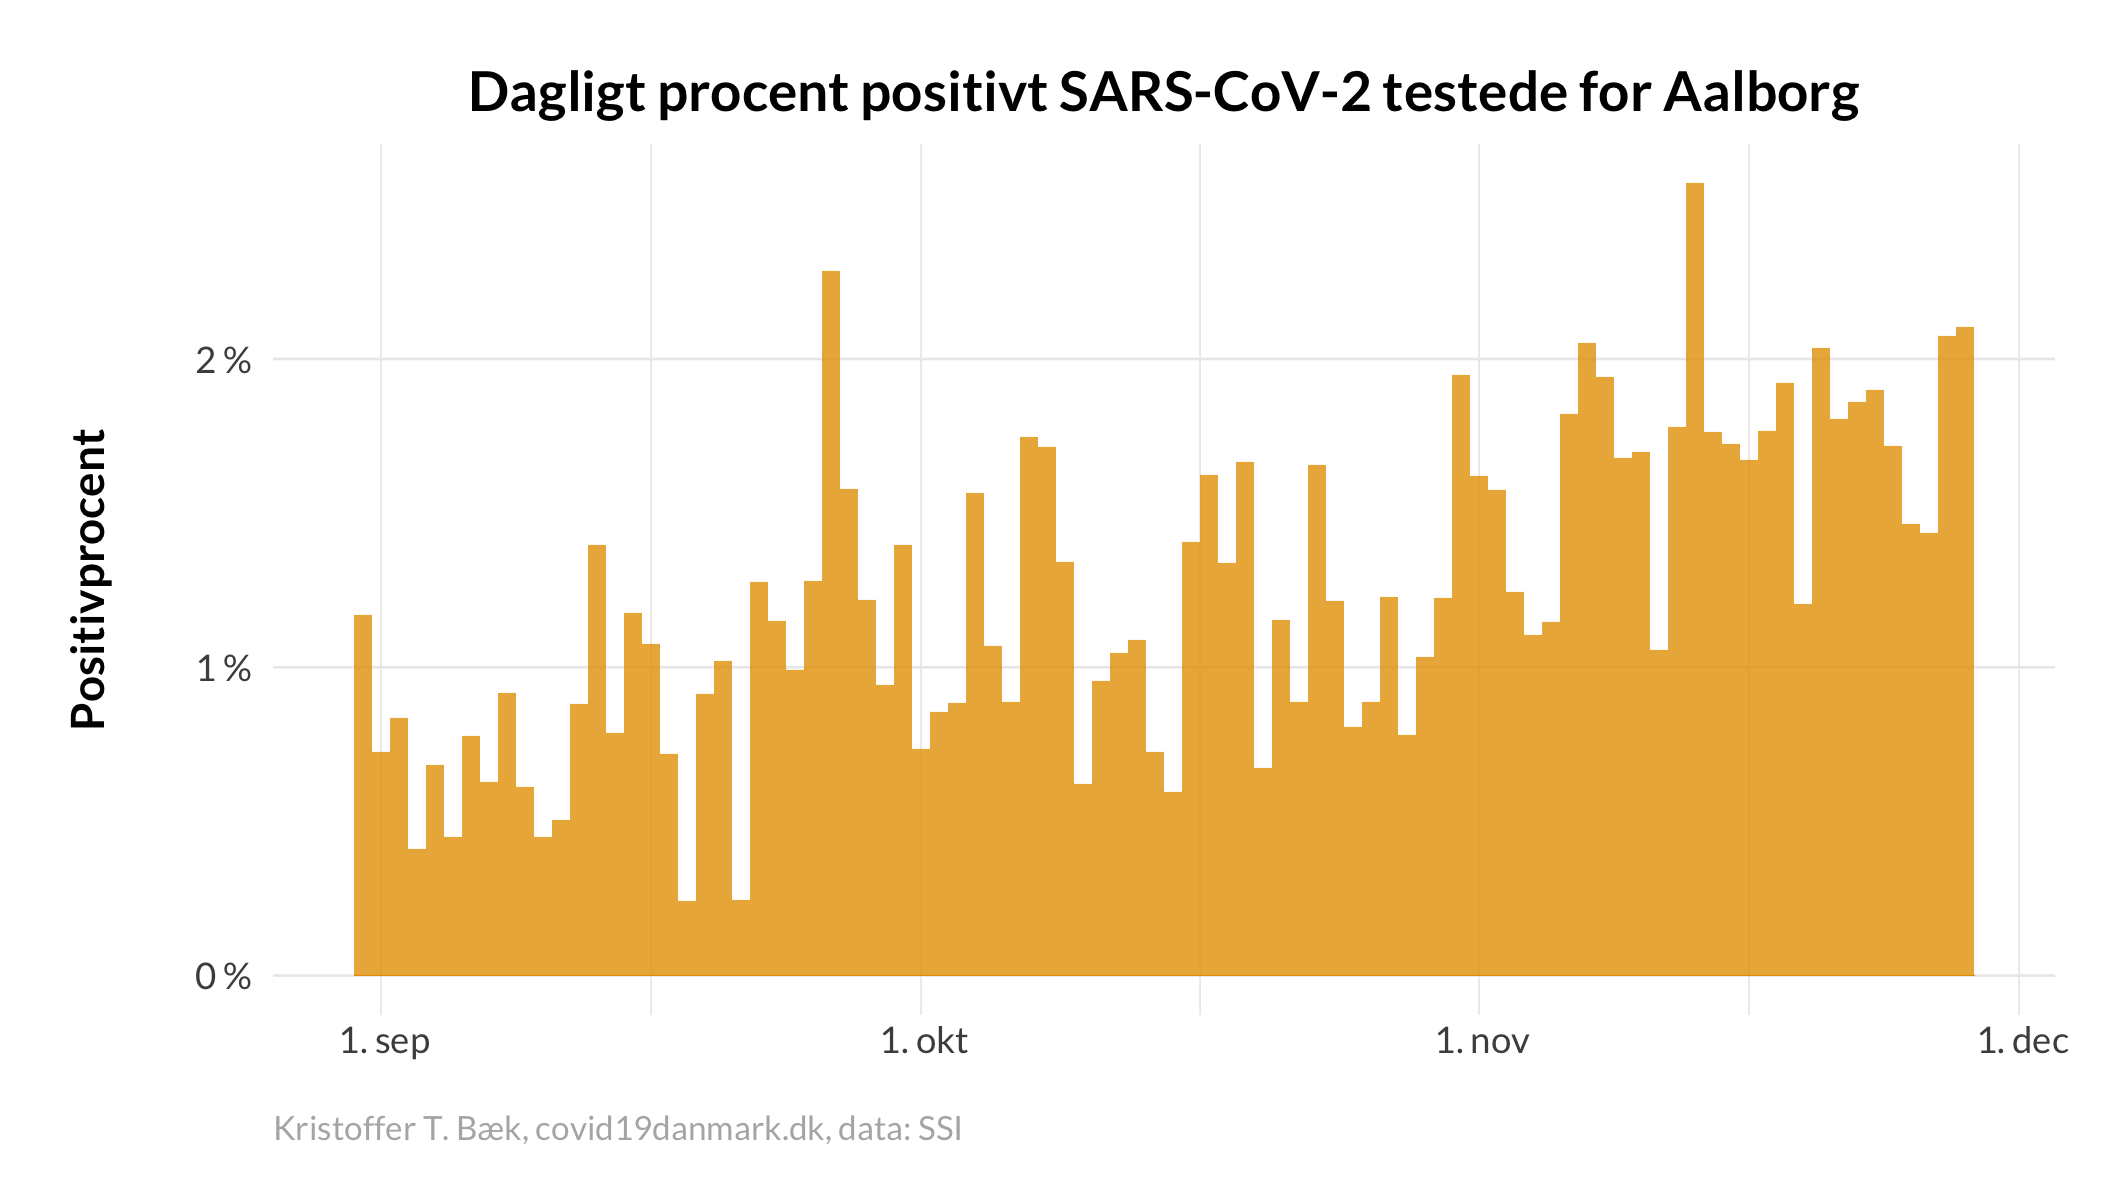 Dagligt procent positivt SARS-CoV-2 testede for Aalborg
Positivprocent
2 %
1 %
0 %
1. sep
1. okt
1. nov
1. dec
Kristoffer T. Bæk, covid19danmark.dk, data: SSI